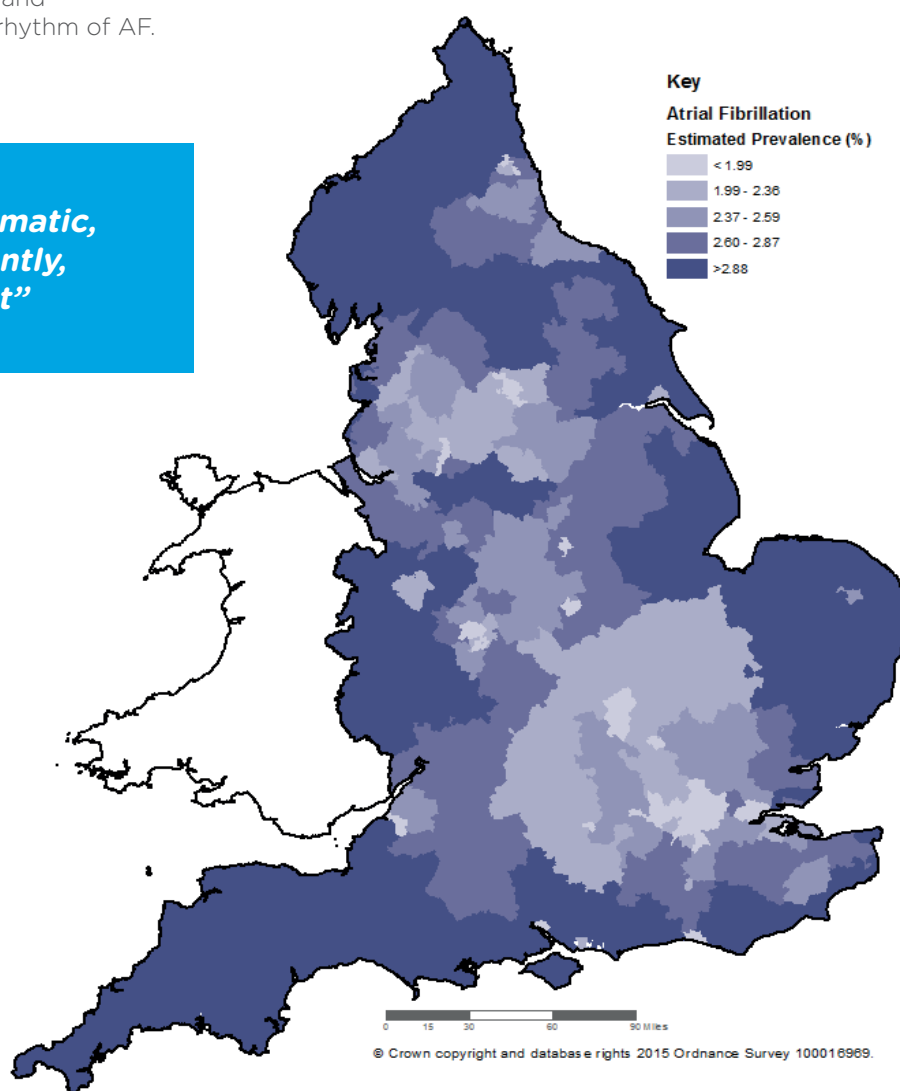 and
rhythm of AF.
matic,
ntly,
t”
Key
Atrial Fibrillation
Estimated Prevalence (%)
< 1.99
1.99 - 2.36
2.37 - 2.59
2.60 - 2.87
>2.88
0 15 30 60 90 Miles
© Crown copyright and database rights 2015 Ordnance Survey 100016969.